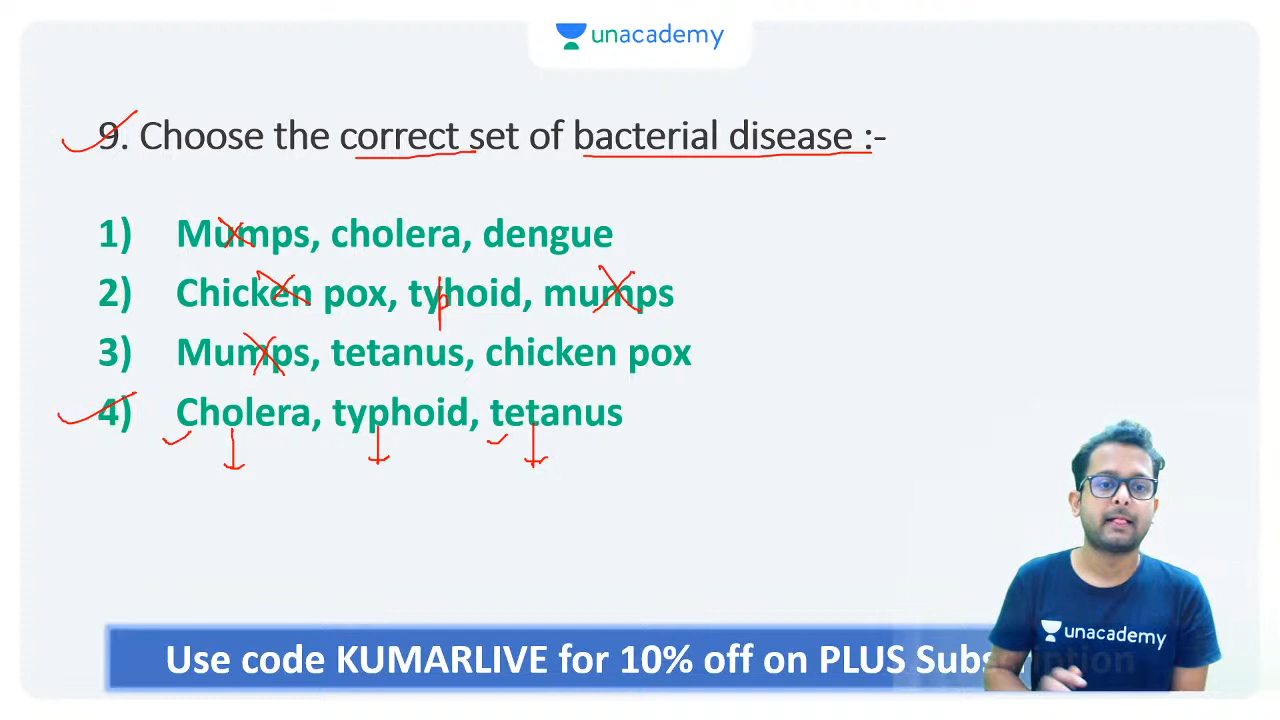 unacademy
9. Choose the correct set of bacterial disease :-
1) Mumps, cholera, dengue
2) Chicken pox, tyhoid, mumps
p
3) Mumps, tetanus, chicken pox
4) Cholera, typhoid, tetanus
unacademy
Use code KUMARLIVE for 10% off on PLUS Subscription